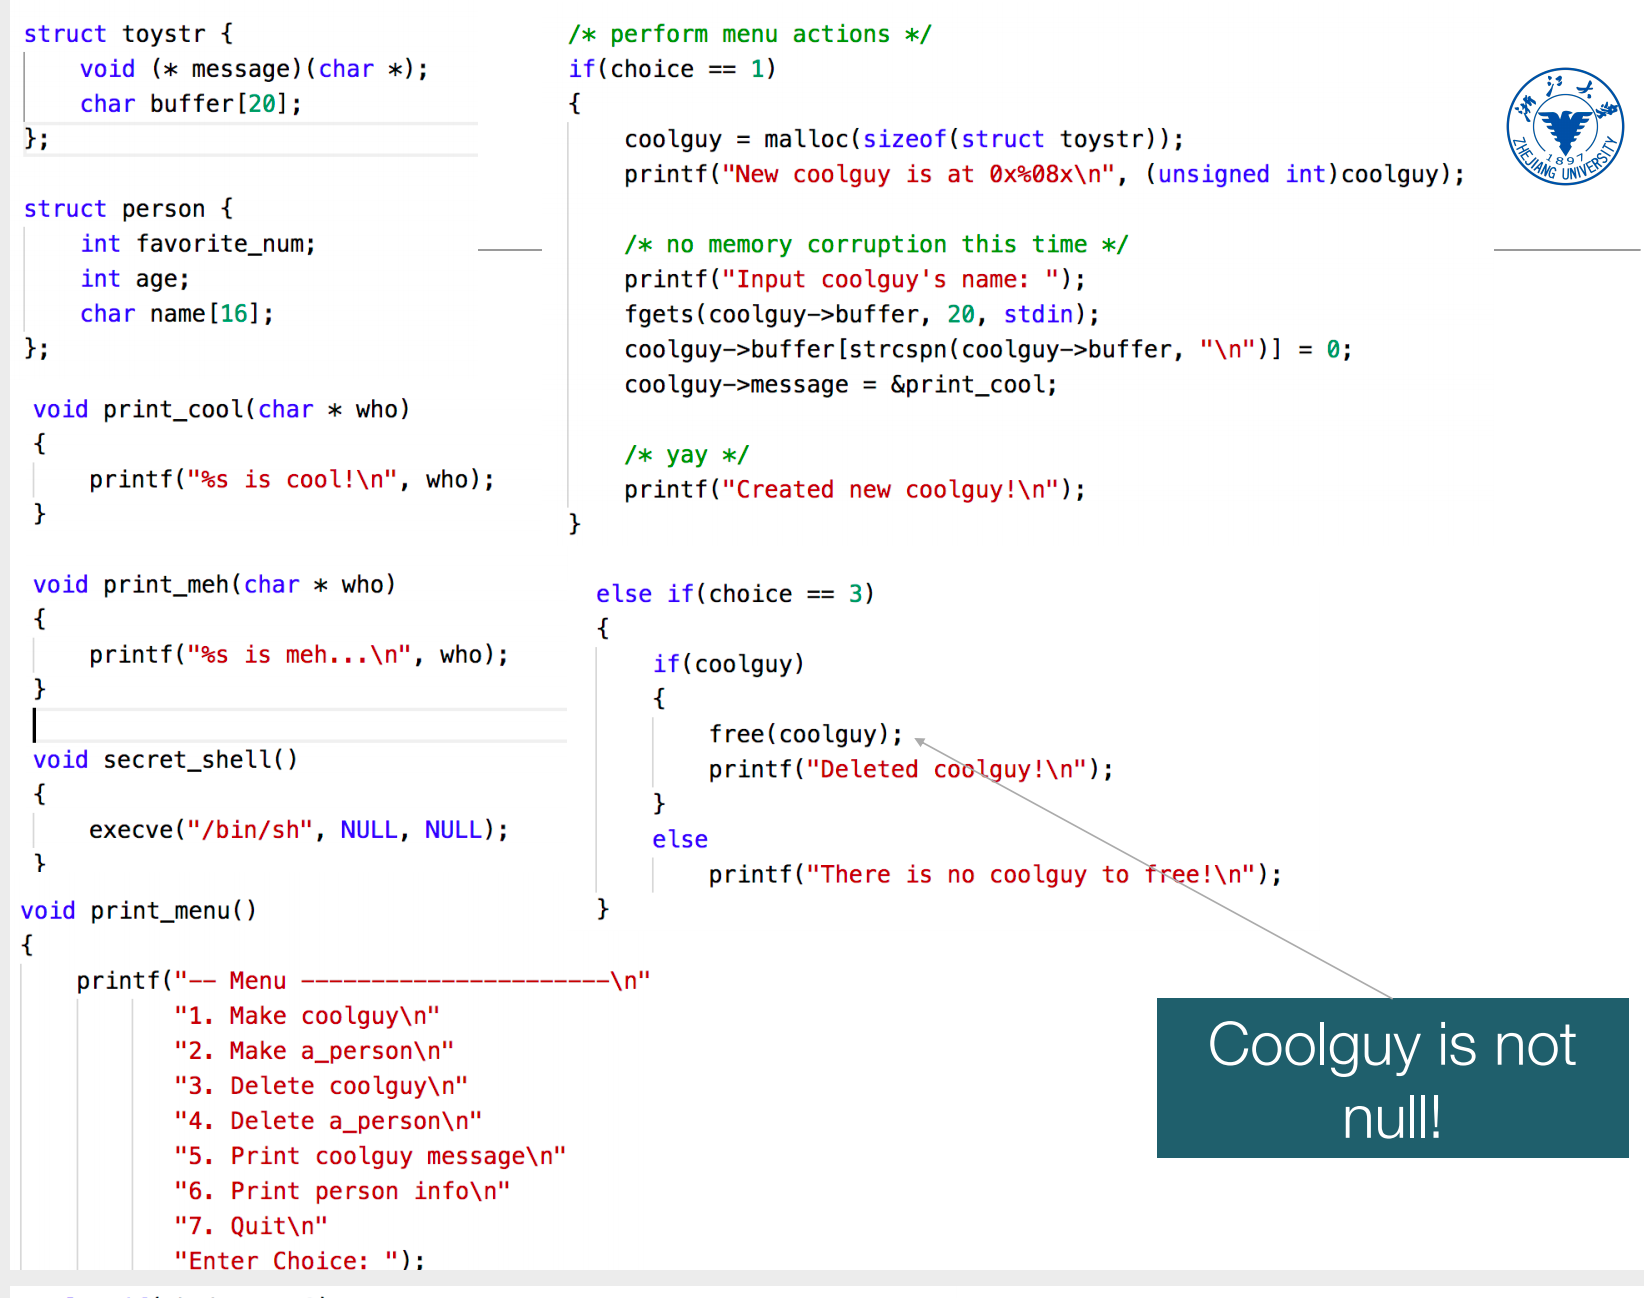 struct toystr {
    void (* message)(char *);
    char buffer[20];
};
struct person {
    int favorite_num;
    int age;
    char name[16];
};
void print_cool(char * who)
{
    printf("%s is cool!\n", who);
}
void print_meh(char * who)
{
    printf("%s is meh...\n", who);
}
void secret_shell()
{
    execve("/bin/sh", NULL, NULL);
}
void print_menu()
{
    printf("-- Menu ----------------------\n"
           "1. Make coolguy\n"
           "2. Make a_person\n"
           "3. Delete coolguy\n"
           "4. Delete a_person\n"
           "5. Print coolguy message\n"
           "6. Print person info\n"
           "7. Quit\n"
           "Enter Choice: ");
/* perform menu actions */
if(choice == 1)
{
    coolguy = malloc(sizeof(struct toystr));
    printf("New coolguy is at 0x%08x\n", (unsigned int)coolguy);
    /* no memory corruption this time */
    printf("Input coolguy's name: ");
    fgets(coolguy->buffer, 20, stdin);
    coolguy->buffer[strcspn(coolguy->buffer, "\n")] = 0;
    coolguy->message = &print_cool;
    /* yay */
    printf("Created new coolguy!\n");
}
else if(choice == 3)
{
    if(coolguy)
    {
        free(coolguy);
        printf("Deleted coolguy!\n");
    }
    else
        printf("There is no coolguy to free!\n");
}
Coolguy is not
null!
浙江大学
1897
ZHEJIANG UNIVERSITY